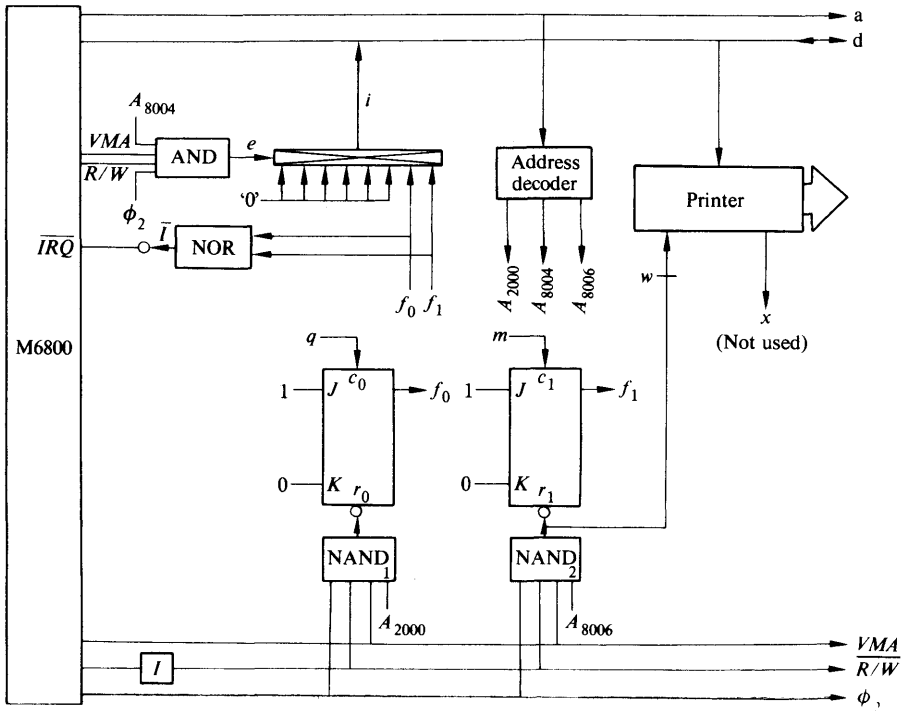 a
d
i
A8004
VMA
AND
e
R/W
ϕ2
'0'
Address
decoder
Printer
I̅R̅Q̅
I̅
NOR
w
A2000
A8004
A8006
f0
f1
x
(Not used)
M6800
q
m
1
J
c0
f0
1
J
c1
f1
0
K
r0
0
K
r1
NAND1
NAND2
A2000
A8006
VMA
I
R̅/̅W̅
ϕ2